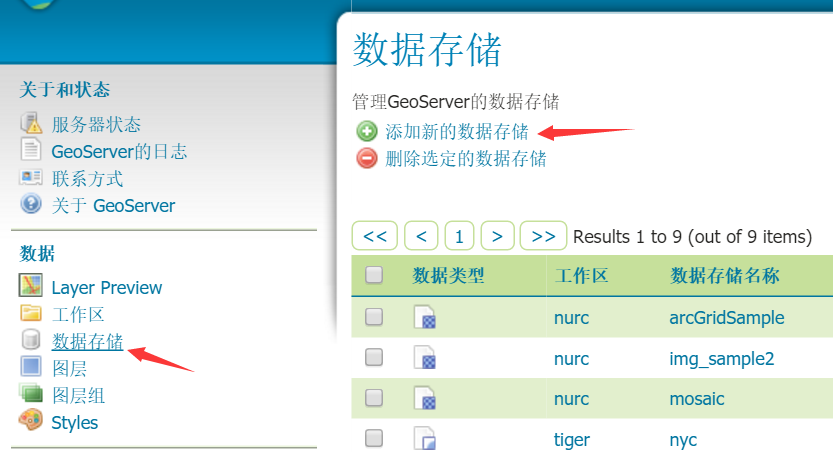 关于和状态
服务器状态
GeoServer的日志
联系方式
关于 GeoServer
数据
Layer Preview
工作区
数据存储
图层
图层组
Styles
数据存储
管理GeoServer的数据存储
添加新的数据存储
删除选定的数据存储
<< < 1 > >> Results 1 to 9 (out of 9 items)
数据类型 工作区 数据存储名称
nurc arcGridSample
nurc img_sample2
nurc mosaic
tiger nyc